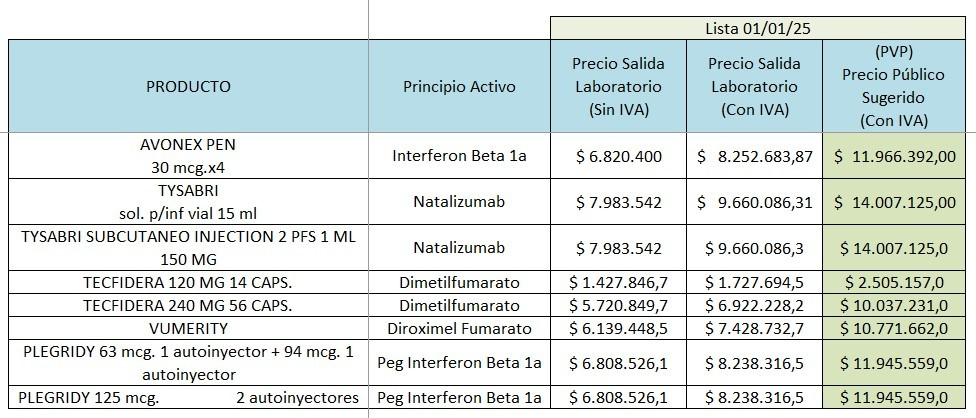 Lista 01/01/25
PRODUCTO Principio Activo Precio Salida Laboratorio (Sin IVA) Precio Salida Laboratorio (Con IVA) (PVP) Precio Público Sugerido (Con IVA)
AVONEX PEN
30 mcg.x4 Interferon Beta 1a $ 6.820.400 $ 8.252.683,87 $ 11.966.392,00
TYSABRI
sol. p/inf vial 15 ml Natalizumab $ 7.983.542 $ 9.660.086,31 $ 14.007.125,00
TYSABRI SUBCUTANEO INJECTION 2 PFS 1 ML
150 MG Natalizumab $ 7.983.542 $ 9.660.086,3 $ 14.007.125,0
TECFIDERA 120 MG 14 CAPS. Dimetilfumarato $ 1.427.846,7 $ 1.727.694,5 $ 2.505.157,0
TECFIDERA 240 MG 56 CAPS. Dimetilfumarato $ 5.720.849,7 $ 6.922.228,2 $ 10.037.231,0
VUMERITY Diroximel Fumarato $ 6.139.448,5 $ 7.428.732,7 $ 10.771.662,0
PLEGRIDY 63 mcg. 1 autoinyector + 94 mcg. 1
autoinyector Peg Interferon Beta 1a $ 6.808.526,1 $ 8.238.316,5 $ 11.945.559,0
PLEGRIDY 125 mcg. 2 autoinyectores Peg Interferon Beta 1a $ 6.808.526,1 $ 8.238.316,5 $ 11.945.559,0